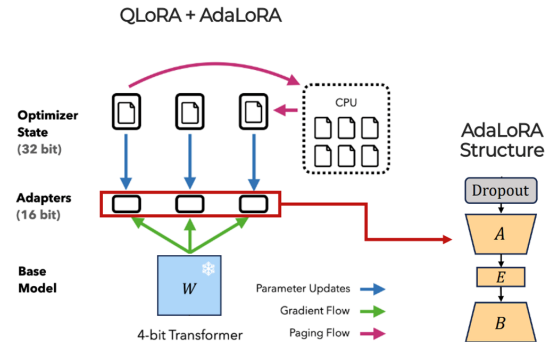 QLoRA + AdaLoRA
Optimizer
State
(32 bit)
CPU
AdaLoRA
Structure
Dropout
Adapters
(16 bit)
A
E
B
Base
Model
W
4-bit Transformer
Parameter Updates
Gradient Flow
Paging Flow